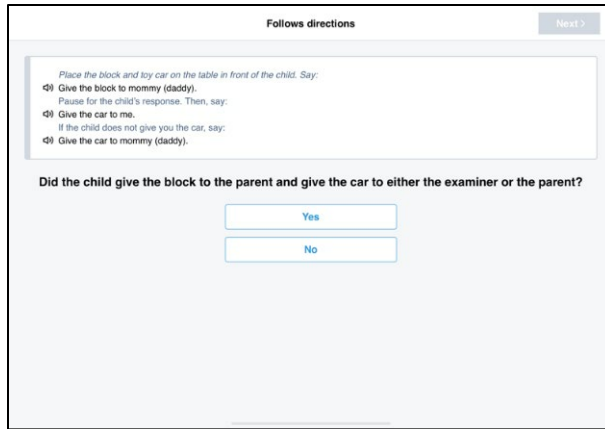 Follows directions
Next >
Place the block and toy car on the table in front of the child. Say:
Give the block to mommy (daddy).
Pause for the child's response. Then, say:
Give the car to me.
If the child does not give you the car, say:
Give the car to mommy (daddy).
Did the child give the block to the parent and give the car to either the examiner or the parent?
Yes
No